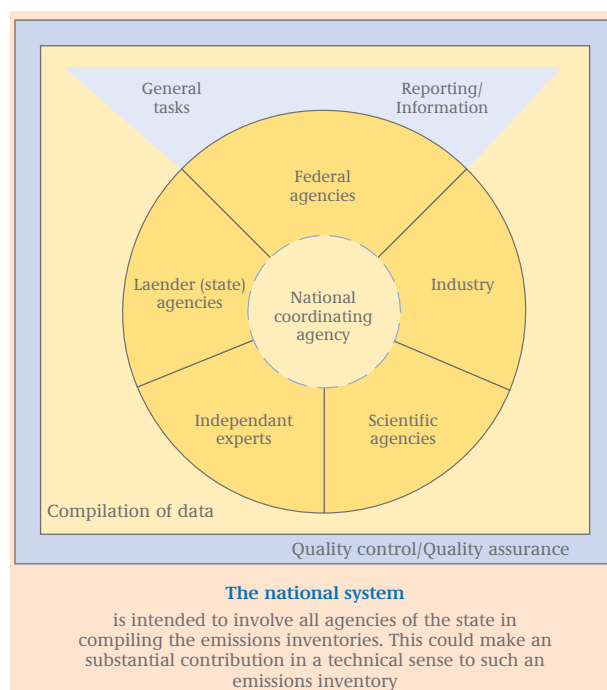 General
tasks
Reporting/
Information
Federal
agencies
Laender (state)
agencies
National
coordinating
agency
Industry
Independant
experts
Scientific
agencies
Compilation of data
Quality control/Quality assurance
The national system
is intended to involve all agencies of the state in
compiling the emissions inventories. This could make an
substantial contribution in a technical sense to such an
emissions inventory